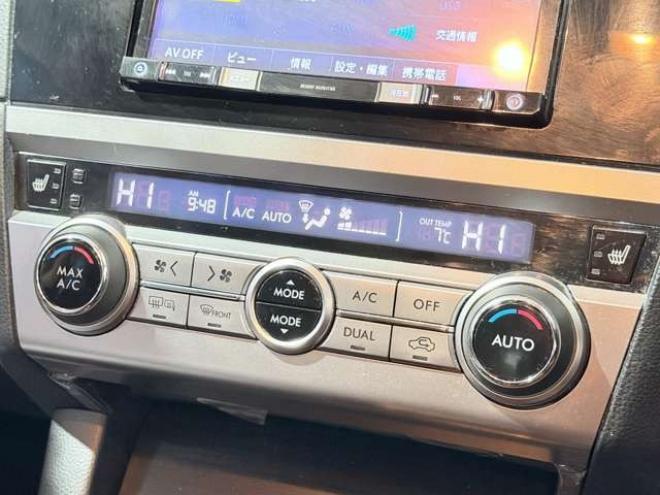 交通情報
AV OFF ビュー 情報 設定・編集 携帯電話
HI AM 9:48 A/C AUTO OUT TEMP 7℃ HI
MAX A/C
MODE
MODE
FRONT
A/C
OFF
DUAL
AUTO